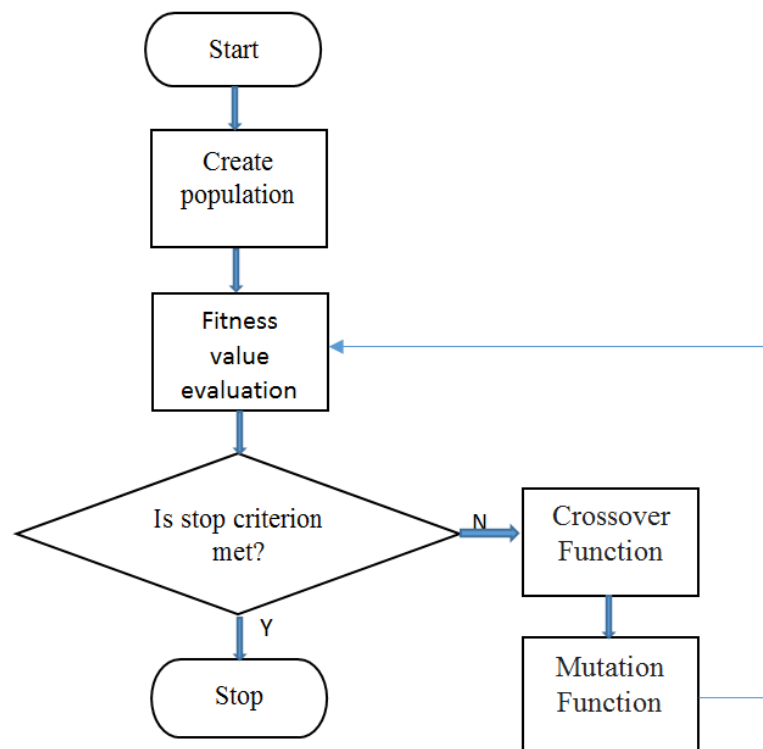 Start
Create
population
Fitness
value
evaluation
Is stop criterion
met?
N
Crossover
Function
Y
Mutation
Function
Stop